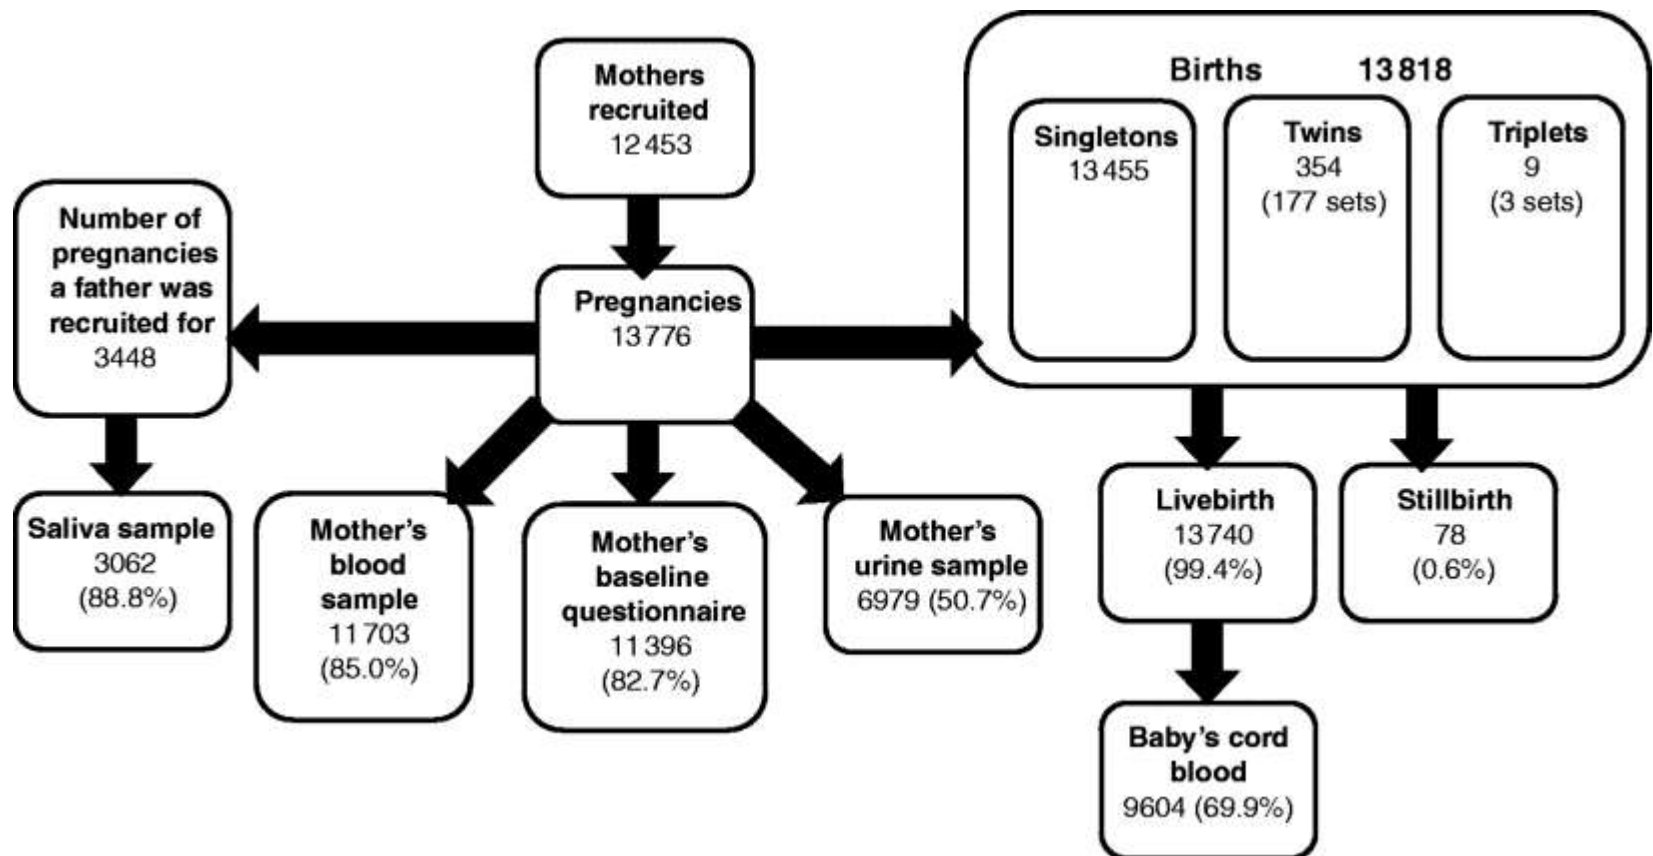 Mothers
recruited
12 453
Births 13 818
Singletons
13 455
Twins
354
(177 sets)
Triplets
9
(3 sets)
Number of
pregnancies
a father was
recruited for
3448
Pregnancies
13 776
Saliva sample
3062
(88.8%)
Mother's
blood
sample
11 703
(85.0%)
Mother's
baseline
questionnaire
11 396
(82.7%)
Mother's
urine sample
6979 (50.7%)
Livebirth
13 740
(99.4%)
Stillbirth
78
(0.6%)
Baby's cord
blood
9604 (69.9%)